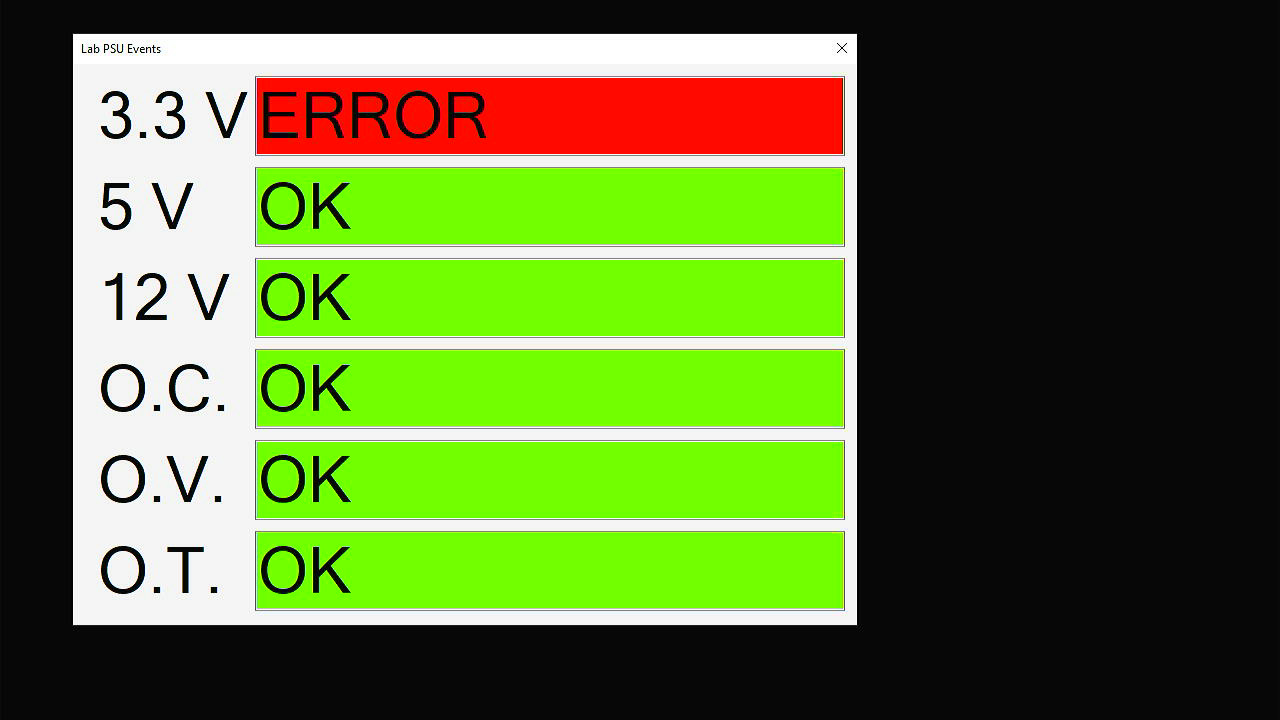 Lab PSU Events
3.3 V ERROR
5 V OK
12 V OK
O.C. OK
O.V. OK
O.T. OK